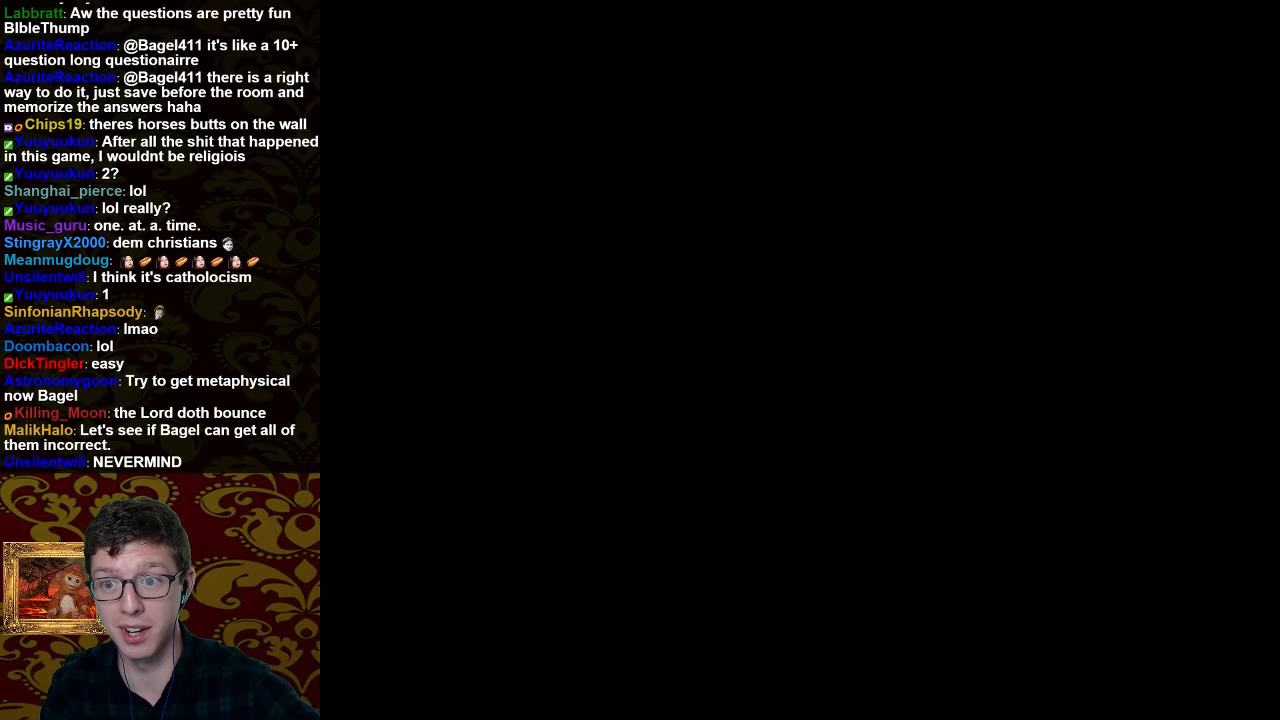 Labbratt: Aw the questions are pretty fun
BIbleThump
AzuriteReaction: @Bagel411 it's like a 10+
question long questionairre
AzuriteReaction: @Bagel411 there is a right
way to do it, just save before the room and
memorize the answers haha
Chips19: theres horses butts on the wall
Yuuyuukun: After all the shit that happened
in this game, I wouldnt be religiois
Yuuyuukun: 2?
Shanghai_pierce: lol
Yuuyuukun: lol really?
Music_guru: one. at. a. time.
StingrayX2000: dem christians
Meanmugdoug:
Unsilentwill: I think it's catholocism
Yuuyuukun: 1
SinfonianRhapsody:
AzuriteReaction: lmao
Doombacon: lol
DIckTingler: easy
Astronomygoon: Try to get metaphysical
now Bagel
Killing_Moon: the Lord doth bounce
MalikHalo: Let's see if Bagel can get all of
them incorrect.
Unsilentwill: NEVERMIND